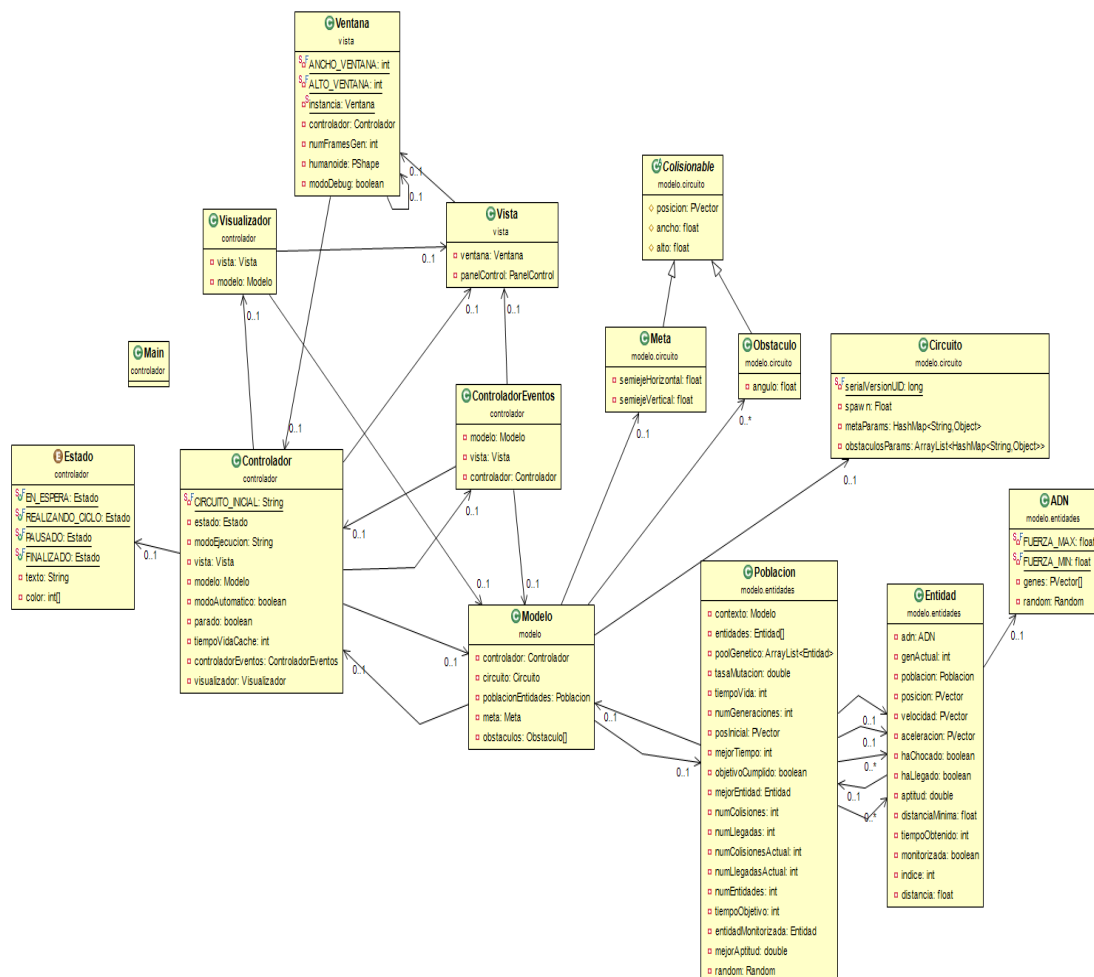 Ventana
vista
ANCHO_VENTANA: int
ALTO_VENTANA: int
instancia: Ventana
controlador: Controlador
numFramesGen: int
humanoide: PShape
modoDebug: boolean
0..1
0..1
Colisionable
modelo.circuito
posicion: PVector
ancho: float
alto: float
Visualizador
controlador
vista: Vista
modelo: Modelo
0..1
Vista
vista
ventana: Ventana
panelControl: PanelControl
0..1
0..1
0..1
0..1
Main
controlador
Meta
modelo.circuito
semiejeHorizontal: float
semiejeVertical: float
0..1
Obstaculo
modelo.circuito
angulo: float
0..*
Circuito
modelo.circuito
serialVersionUID: long
spawn: Float
metaParams: HashMap<String,Object>
obstaculosParams: ArrayList<HashMap<String,Object>>
0..1
ControladorEventos
controlador
modelo: Modelo
vista: Vista
controlador: Controlador
0..1
0..1
Estado
controlador
EN_ESPERA: Estado
REALIZANDO_CICLO: Estado
PAUSADO: Estado
FINALIZADO: Estado
texto: String
color: int[]
0..1
Controlador
controlador
CIRCUITO_INICIAL: String
estado: Estado
modoEjecucion: String
vista: Vista
modelo: Modelo
modoAutomatico: boolean
parado: boolean
tiempoVidaCache: int
controladorEventos: ControladorEventos
visualizador: Visualizador
0..1
0..1
0..1
0..1
0..1
Modelo
modelo
controlador: Controlador
circuito: Circuito
poblacionEntidades: Poblacion
meta: Meta
obstaculos: Obstaculo[]
0..1
0..1
Poblacion
modelo.entidades
contexto: Modelo
entidades: Entidad[]
poolGenetico: ArrayList<Entidad>
tasaMutacion: double
tiempoVida: int
numGeneraciones: int
posInicial: PVector
mejorTiempo: int
objetivoCumplido: boolean
mejorEntidad: Entidad
numColisiones: int
numLlegadas: int
numColisionesActual: int
numLlegadasActual: int
numEntidades: int
tiempoObjetivo: int
entidadMonitorizada: Entidad
mejorAptitud: double
random: Random
0..1
0..1
0..*
0..1
0..*
Entidad
modelo.entidades
adn: ADN
genActual: int
poblacion: Poblacion
posicion: PVector
velocidad: PVector
aceleracion: PVector
haChocado: boolean
haLlegado: boolean
aptitud: double
distanciaMinima: float
tiempoObtenido: int
monitorizada: boolean
indice: int
distancia: float
ADN
modelo.entidades
FUERZA_MAX: float
FUERZA_MIN: float
genes: PVector[]
random: Random
0..1